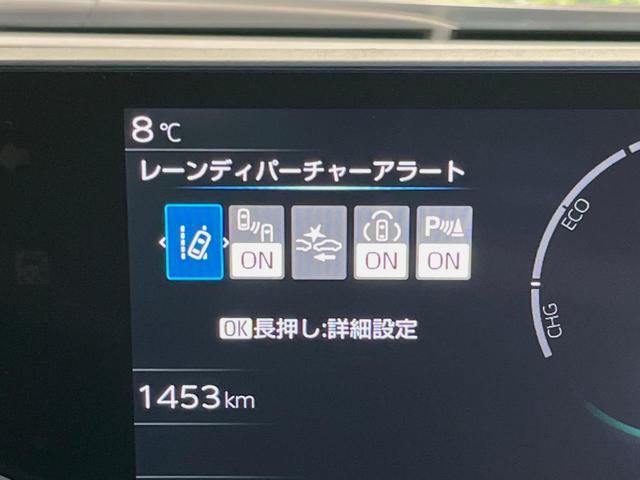 8℃
レーンディパーチャーアラート
ON ON P ON
OK長押し:詳細設定
1453km
ECO
CHG